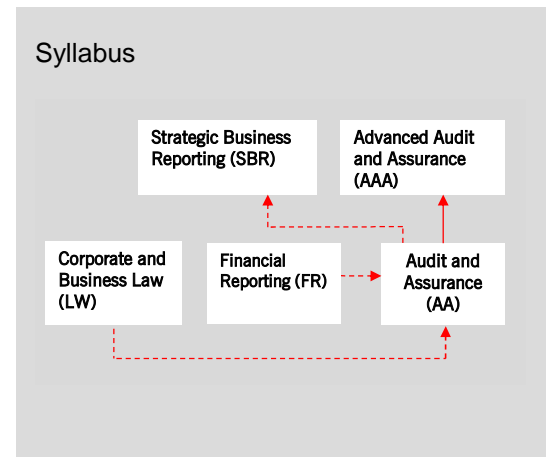 Syllabus
Strategic Business
Reporting (SBR)
Advanced Audit
and Assurance
(AAA)
Corporate and
Business Law
(LW)
Financial
Reporting (FR)
Audit and
Assurance
(AA)